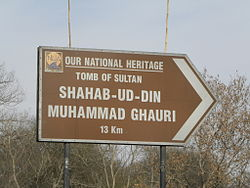 OUR NATIONAL HERITAGE
TOMB OF SULTAN
SHAHAB-UD-DIN
MUHAMMAD GHAURI
13 Km